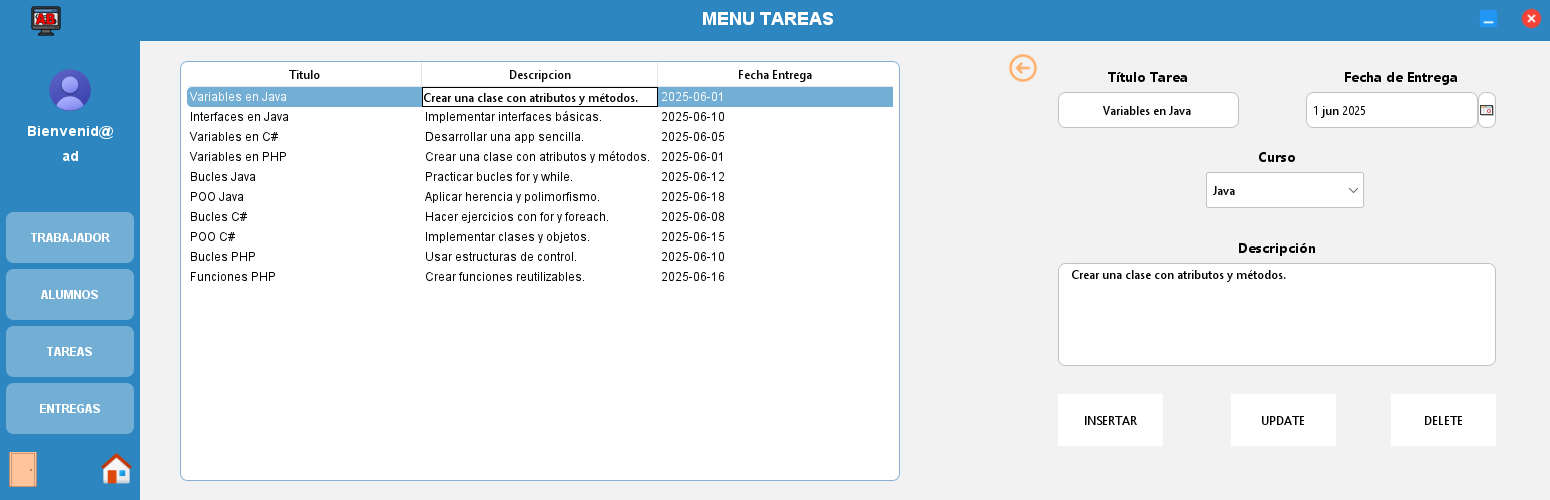 AB
MENU TAREAS
Bienvenid@
ad
TRABAJADOR
ALUMNOS
TAREAS
ENTREGAS
Titulo Descripcion Fecha Entrega
Variables en Java Crear una clase con atributos y métodos. 2025-06-01
Interfaces en Java Implementar interfaces básicas. 2025-06-10
Variables en C# Desarrollar una app sencilla. 2025-06-05
Variables en PHP Crear una clase con atributos y métodos. 2025-06-01
Bucles Java Practicar bucles for y while. 2025-06-12
POO Java Aplicar herencia y polimorfismo. 2025-06-18
Bucles C# Hacer ejercicios con for y foreach. 2025-06-08
POO C# Implementar clases y objetos. 2025-06-15
Bucles PHP Usar estructuras de control. 2025-06-10
Funciones PHP Crear funciones reutilizables. 2025-06-16
Título Tarea Fecha de Entrega
Variables en Java 1 jun 2025
Curso
Java
Descripción
Crear una clase con atributos y métodos.
INSERTAR UPDATE DELETE